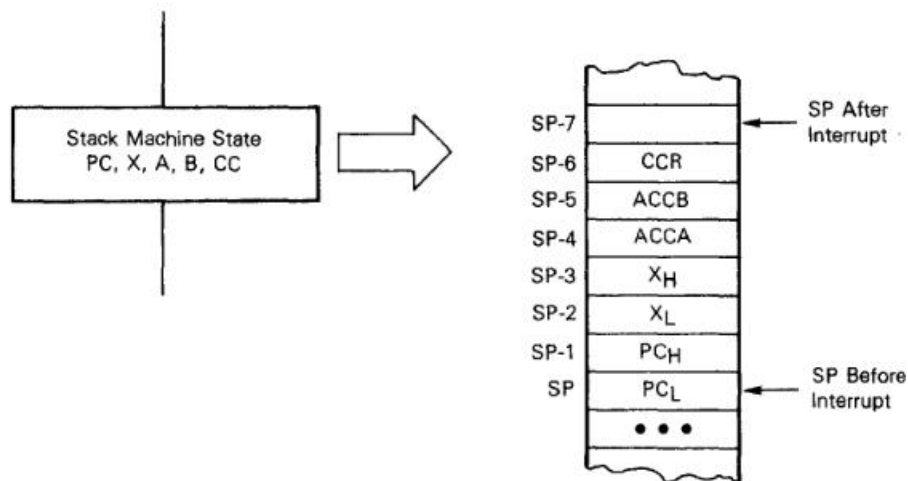 Stack Machine State
PC, X, A, B, CC
SP-7
SP After
Interrupt
SP-6 CCR
SP-5 ACCB
SP-4 ACCA
SP-3 XH
SP-2 XL
SP-1 PCH
SP PCL
SP Before
Interrupt
• • •